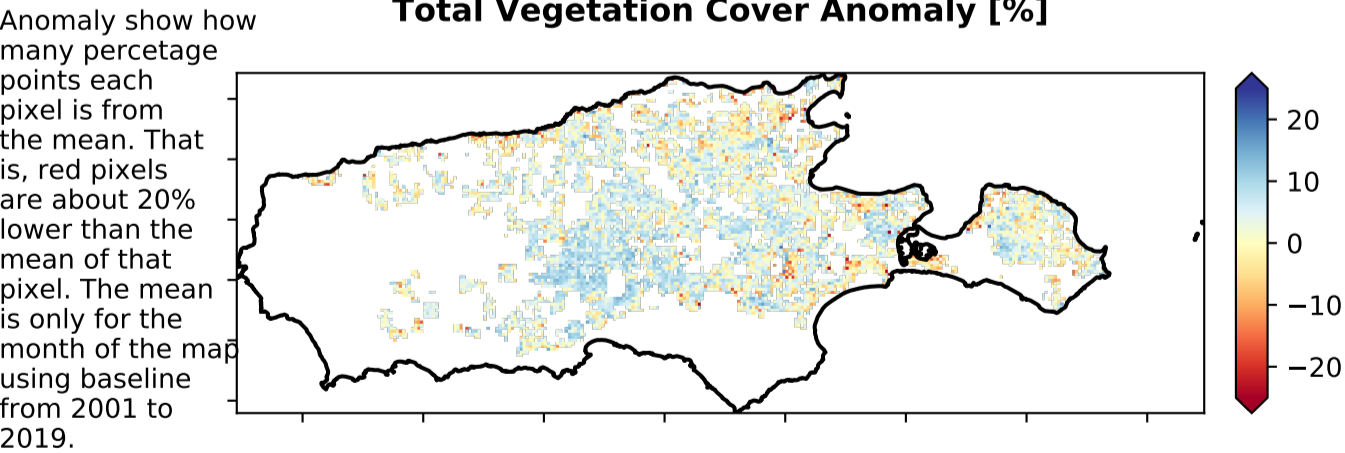 Total Vegetation Cover Anomaly [%]
Anomaly show how
many percetage
points each
pixel is from
the mean. That
is, red pixels
are about 20%
lower than the
mean of that
pixel. The mean
is only for the
month of the map
using baseline
from 2001 to
2019.
20
10
0
−10
−20